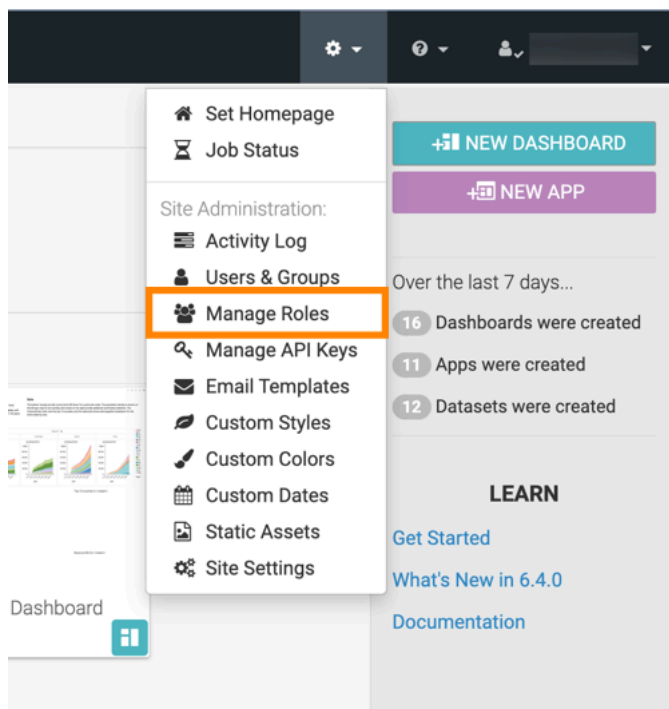 Set Homepage
Job Status
Site Administration:
Activity Log
Users & Groups
Manage Roles
Manage API Keys
Email Templates
Custom Styles
Custom Colors
Custom Dates
Static Assets
Site Settings
NEW DASHBOARD
NEW APP
Over the last 7 days...
16 Dashboards were created
11 Apps were created
12 Datasets were created
LEARN
Get Started
What's New in 6.4.0
Documentation
Dashboard